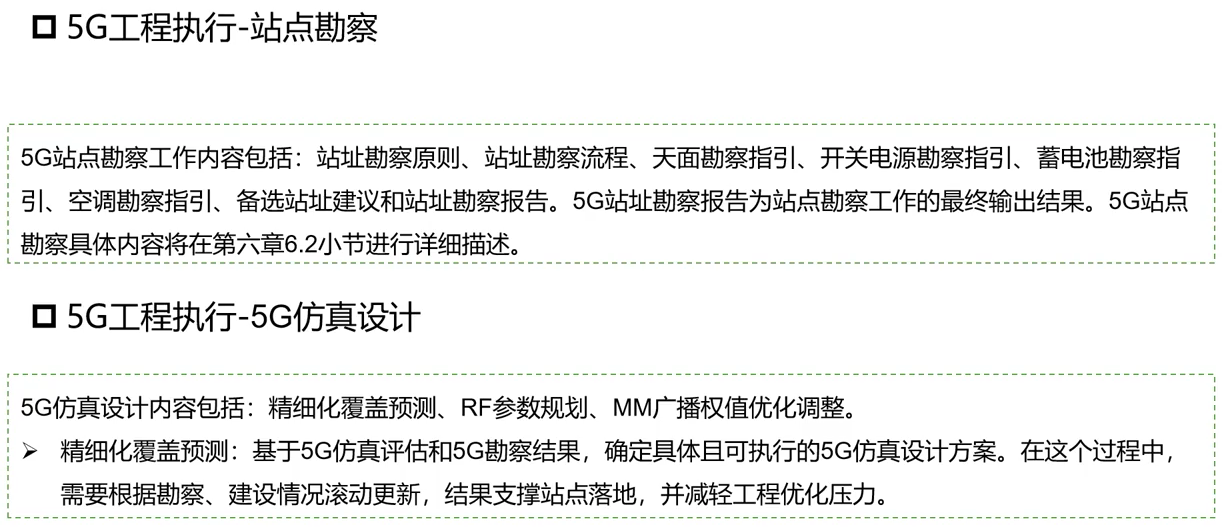 5G工程执行-站点勘察
5G站点勘察工作内容包括：站址勘察原则、站址勘察流程、天面勘察指引、开关电源勘察指引、蓄电池勘察指
引、空调勘察指引、备选站址建议和站址勘察报告。5G站址勘察报告为站点勘察工作的最终输出结果。5G站点
勘察具体内容将在第六章6.2小节进行详细描述。
5G工程执行-5G仿真设计
5G仿真设计内容包括：精细化覆盖预测、RF参数规划、MM广播权值优化调整。
精细化覆盖预测：基于5G仿真评估和5G勘察结果，确定具体且可执行的5G仿真设计方案。在这个过程中，
需要根据勘察、建设情况滚动更新，结果支撑站点落地，并减轻工程优化压力。